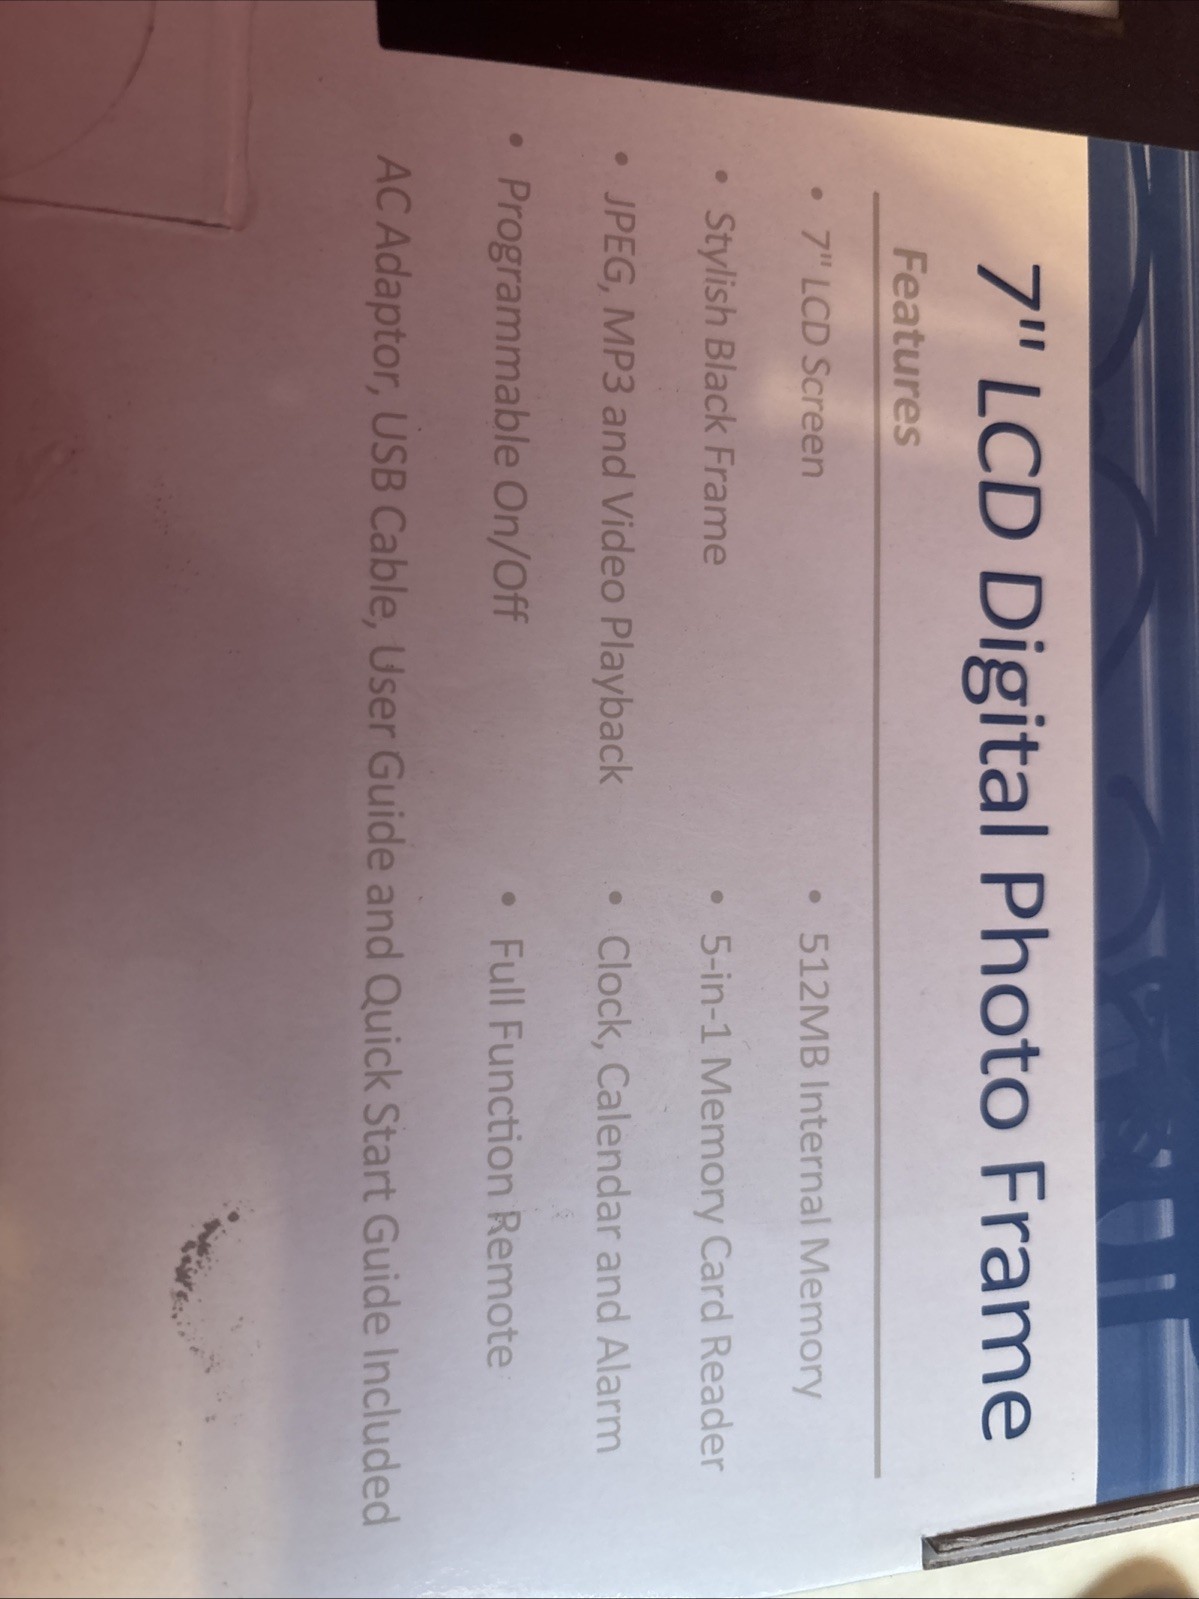 7" LCD Digital Photo Frame
Features
• 7" LCD Screen
• Stylish Black Frame
• JPEG, MP3 and Video Playback
• Programmable On/Off
• 512MB Internal Memory
• 5-in-1 Memory Card Reader
• Clock, Calendar and Alarm
• Full Function Remote
AC Adaptor, USB Cable, User Guide and Quick Start Guide Included